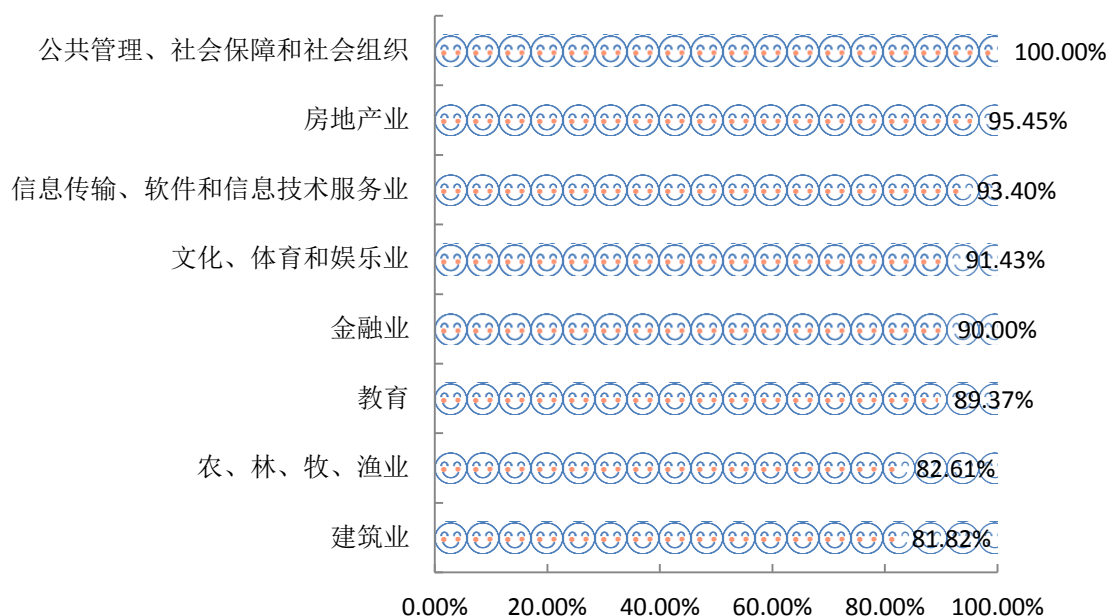 公共管理、社会保障和社会组织 100.00%
房地产业 95.45%
信息传输、软件和信息技术服务业 93.40%
文化、体育和娱乐业 91.43%
金融业 90.00%
教育 89.37%
农、林、牧、渔业 82.61%
建筑业 81.82%
0.00% 20.00% 40.00% 60.00% 80.00% 100.00%